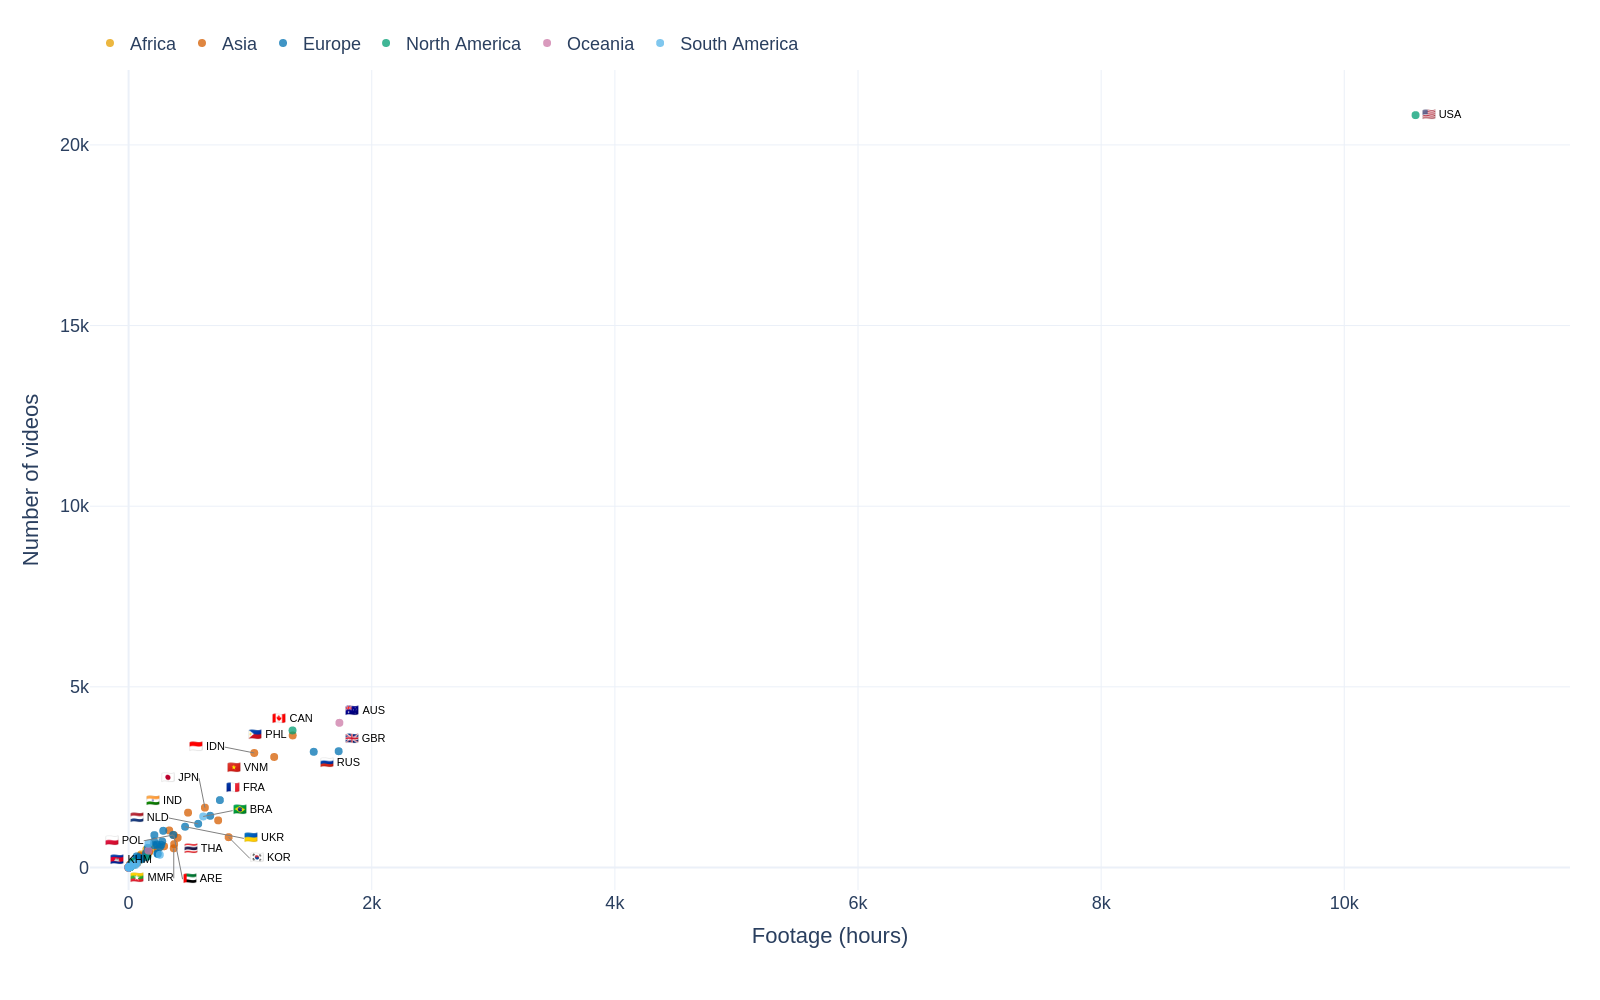 Africa Asia Europe North America Oceania South America
USA
20k
15k
Number of videos
10k
5k
AUS
CAN
PHL
GBR
IDN
RUS
VNM
JPN
FRA
IND
BRA
NLD
UKR
POL
THA
KOR
KHM
MMR
ARE
0
0 2k 4k 6k 8k 10k
Footage (hours)